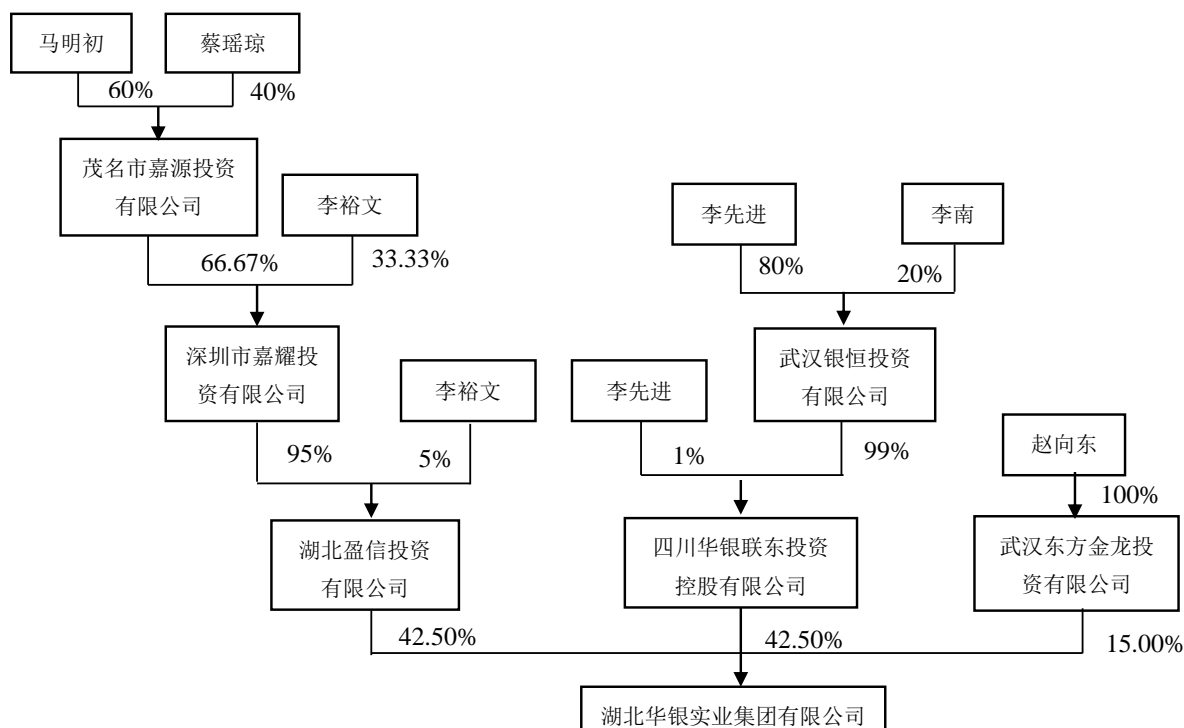 马明初
蔡瑶琼
60%
40%
茂名市嘉源投资
有限公司
李裕文
李先进
李南
66.67%
33.33%
80%
20%
深圳市嘉耀投
资有限公司
李裕文
李先进
武汉银恒投资
有限公司
赵向东
95%
5%
1%
99%
100%
湖北盈信投资
有限公司
四川华银联东投资
控股有限公司
武汉东方金龙投
资有限公司
42.50%
42.50%
15.00%
湖北华银实业集团有限公司